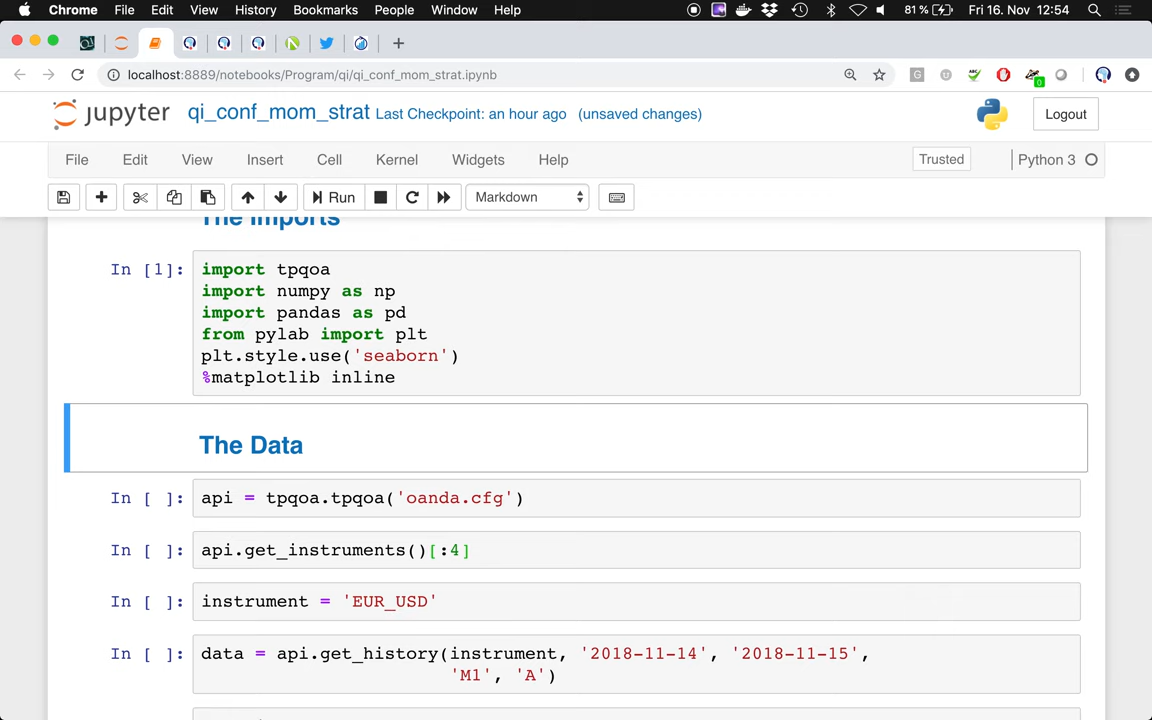 Chrome File Edit View History Bookmarks People Window Help 81% Fri 16. Nov 12:54
localhost:8889/notebooks/Program/qi/qi_conf_mom_strat.ipynb
jupyter qi_conf_mom_strat Last Checkpoint: an hour ago (unsaved changes) Logout
File Edit View Insert Cell Kernel Widgets Help Trusted Python 3
Run Markdown
The Imports
In [1]: import tpqoa
import numpy as np
import pandas as pd
from pylab import plt
plt.style.use('seaborn')
%matplotlib inline
The Data
In [ ]: api = tpqoa.tpqoa('oanda.cfg')
In [ ]: api.get_instruments()[:4]
In [ ]: instrument = 'EUR_USD'
In [ ]: data = api.get_history(instrument, '2018-11-14', '2018-11-15',
'M1', 'A')